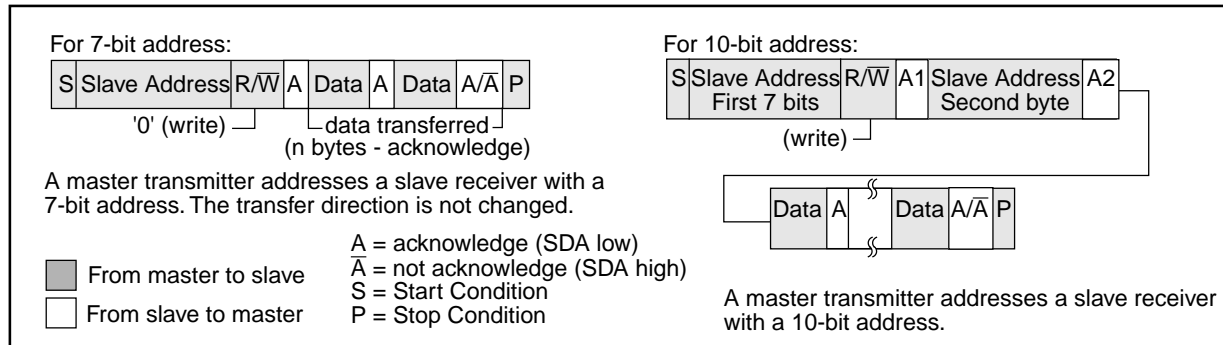 For 7-bit address:
S Slave Address R/W̅ A Data A Data A/A̅ P
'0' (write)
data transferred
(n bytes - acknowledge)
A master transmitter addresses a slave receiver with a
7-bit address. The transfer direction is not changed.
From master to slave
From slave to master
A = acknowledge (SDA low)
A̅ = not acknowledge (SDA high)
S = Start Condition
P = Stop Condition
For 10-bit address:
S Slave Address First 7 bits R/W̅ A1 Slave Address Second byte A2
(write)
Data A Data A/A̅ P
A master transmitter addresses a slave receiver
with a 10-bit address.